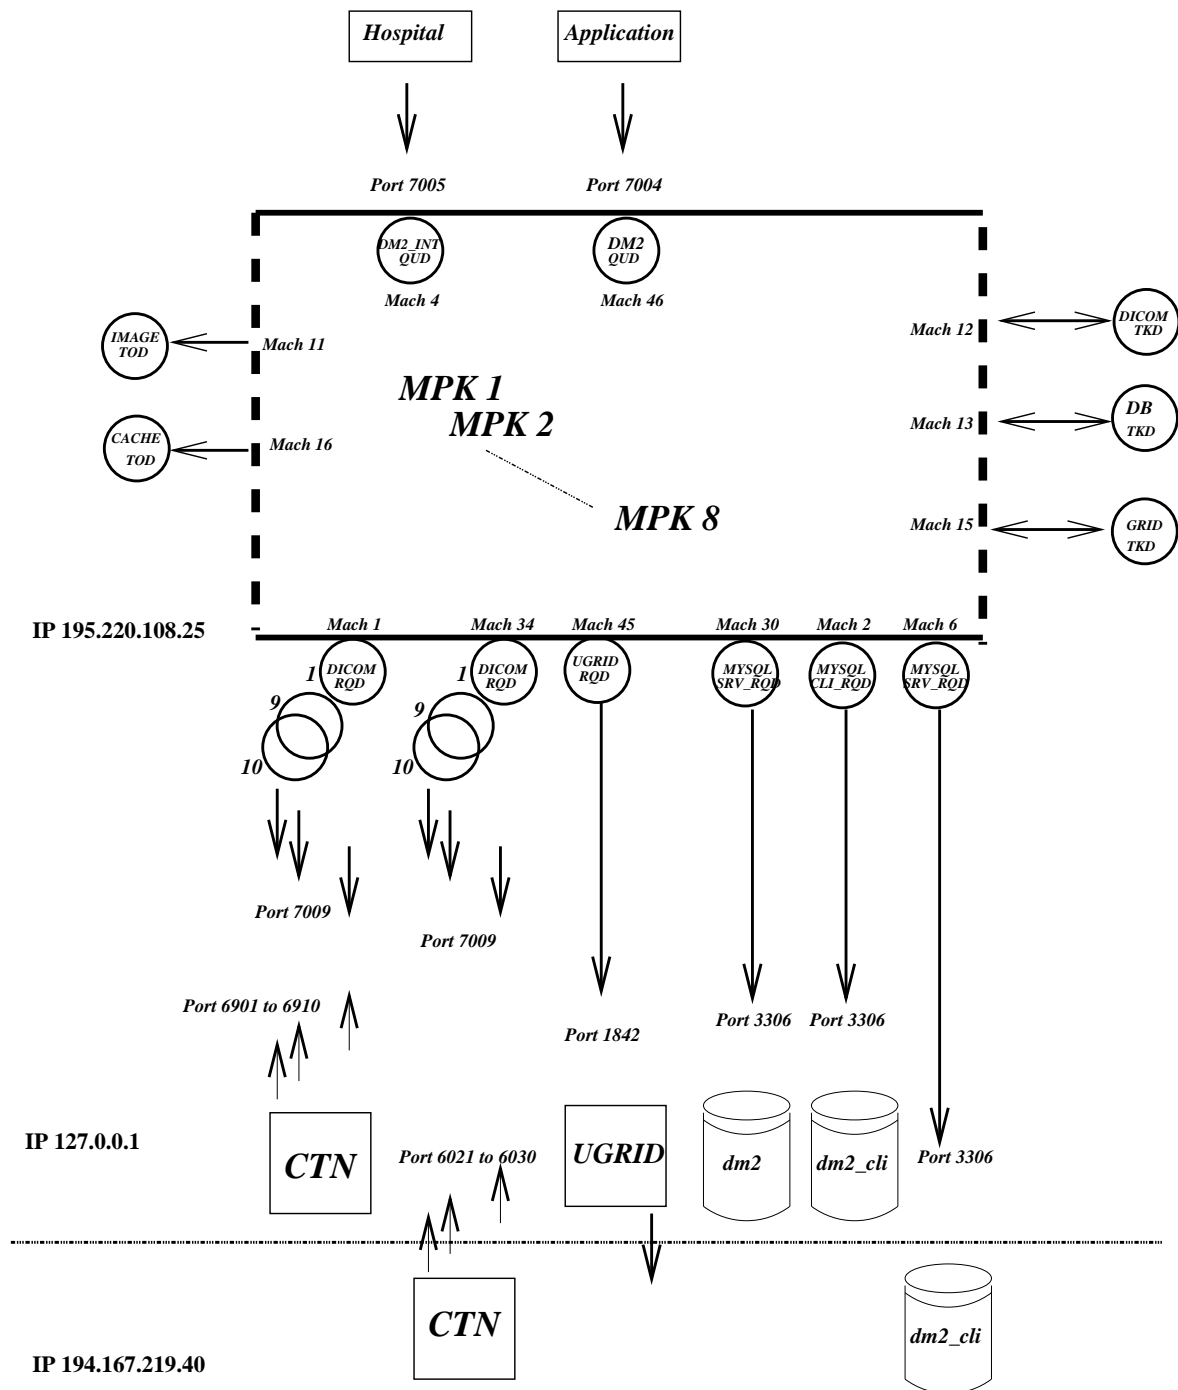 Hospital
Application
Port 7005
Port 7004
DM2_INT
QUD
DM2
QUD
Mach 4
Mach 46
IMAGE
TOD
Mach 11
Mach 12
DICOM
TKD
MPK 1
MPK 2
CACHE
TOD
Mach 16
Mach 13
DB
TKD
MPK 8
Mach 15
GRID
TKD
IP 195.220.108.25
Mach 1
Mach 34
Mach 45
Mach 30
Mach 2
Mach 6
1
DICOM
RQD
1
DICOM
RQD
UGRID
RQD
MYSQL
SRV_RQD
MYSQL
CLI_RQD
MYSQL
SRV_RQD
9
10
9
10
Port 7009
Port 7009
Port 6901 to 6910
Port 1842
Port 3306
Port 3306
IP 127.0.0.1
CTN
Port 6021 to 6030
UGRID
dm2
dm2_cli
Port 3306
CTN
dm2_cli
IP 194.167.219.40